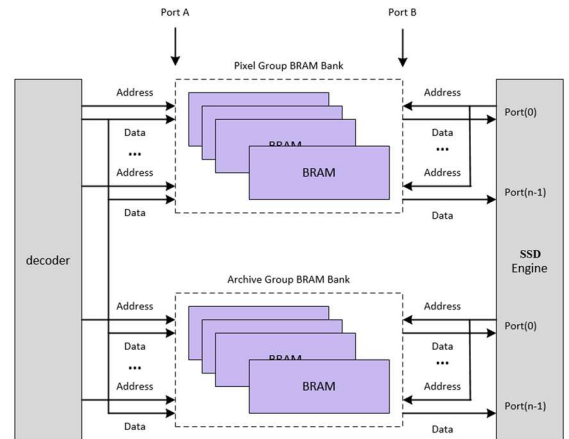 Port A
Port B
Pixel Group BRAM Bank
Address
Data
...
Address
Data
BRAM
BRAM
Address
Data
...
Address
Data
Port(0)
Port(n-1)
decoder
SSD
Engine
Archive Group BRAM Bank
Address
Data
...
Address
Data
BRAM
BRAM
Address
Data
...
Address
Data
Port(0)
Port(n-1)